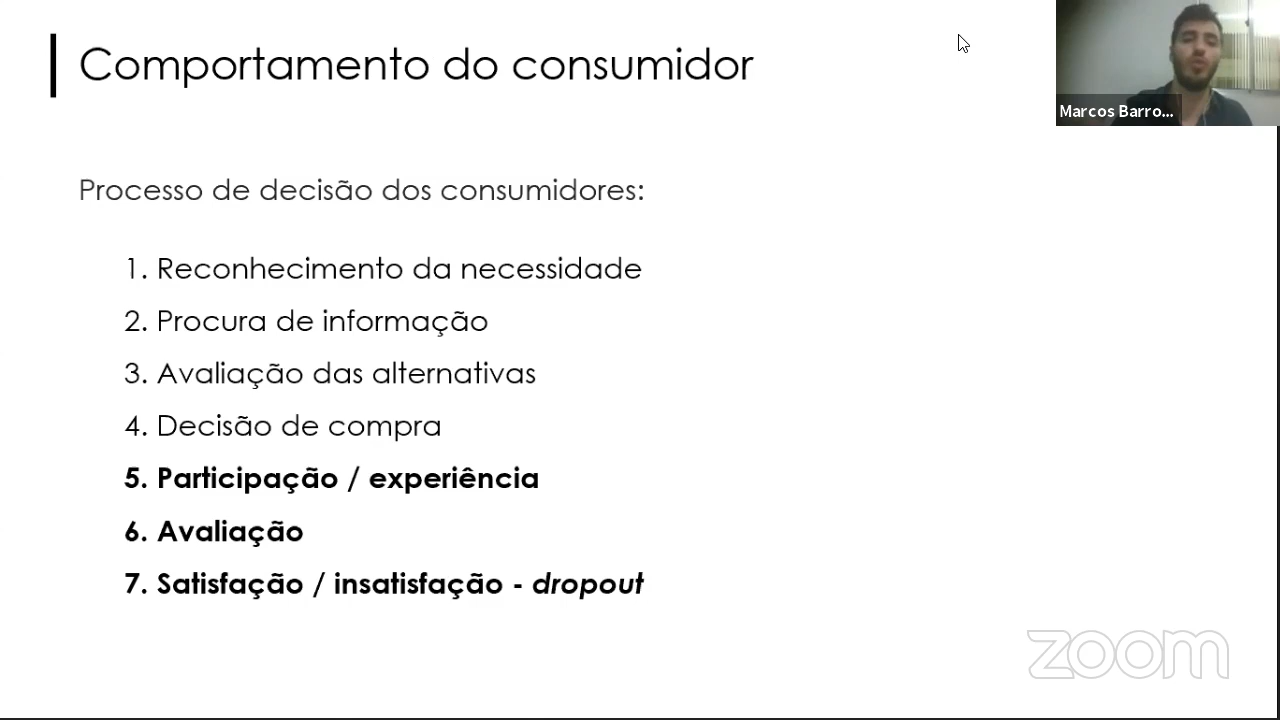 Comportamento do consumidor
Marcos Barro...
Processo de decisão dos consumidores:
1. Reconhecimento da necessidade
2. Procura de informação
3. Avaliação das alternativas
4. Decisão de compra
5. Participação / experiência
6. Avaliação
7. Satisfação / insatisfação - dropout
zoom